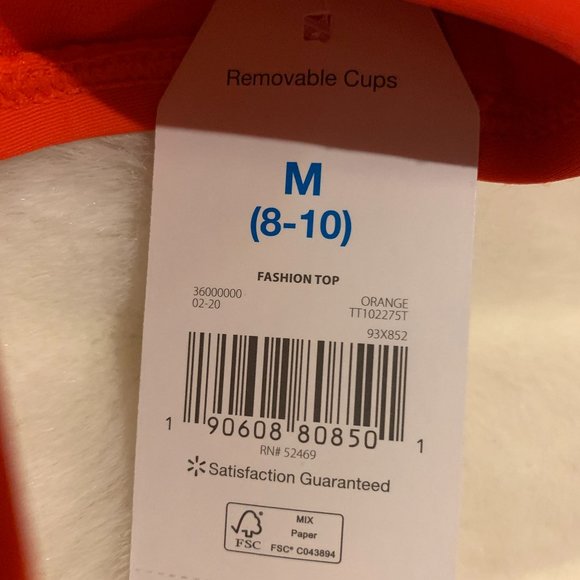 Removable Cups
M
(8-10)
FASHION TOP
36000000
02-20
ORANGE
TT102275T
93X852
1 90608 80850 1
RN# 52469
Satisfaction Guaranteed
FSC
MIX
Paper
FSC® C043894